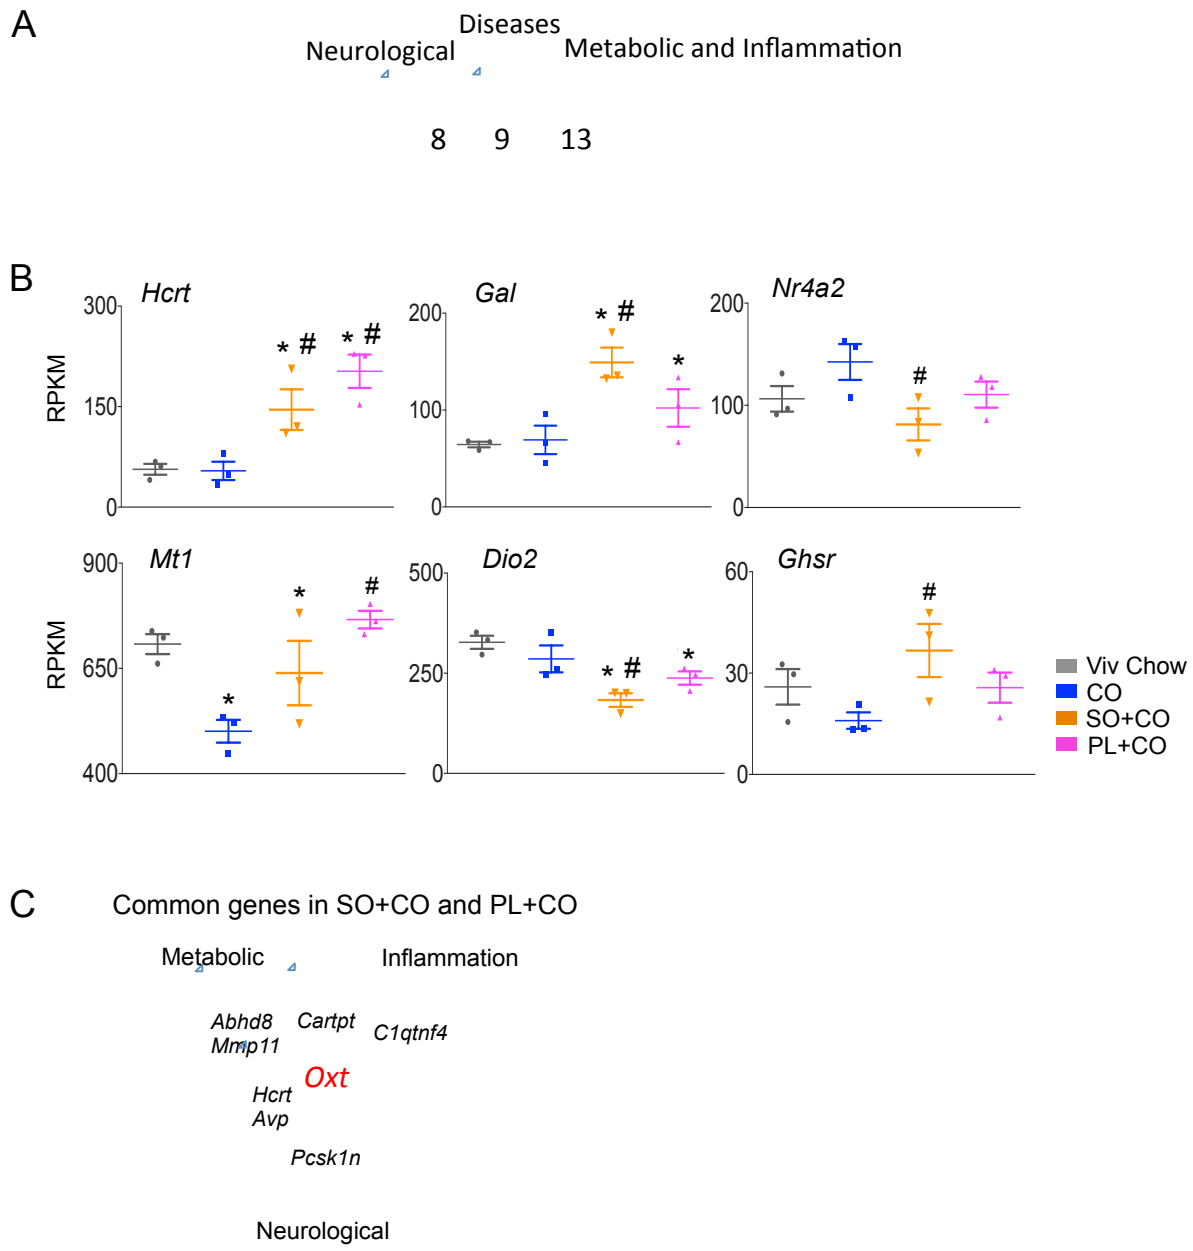 A
Diseases
Neurological
Metabolic and Inflammation
8 9 13
B
Hcrt
Gal
Nr4a2
RPKM
300
150
0
* #
* #
200
100
0
* #
*
200
100
0
#
Mt1
Dio2
Ghsr
RPKM
900
650
400
*
*
#
500
250
0
* #
*
60
30
0
#
Viv Chow
CO
SO+CO
PL+CO
C
Common genes in SO+CO and PL+CO
Metabolic
Inflammation
Abhd8
Mmp11
Cartpt
C1qtnf4
Oxt
Hcrt
Avp
Pcsk1n
Neurological